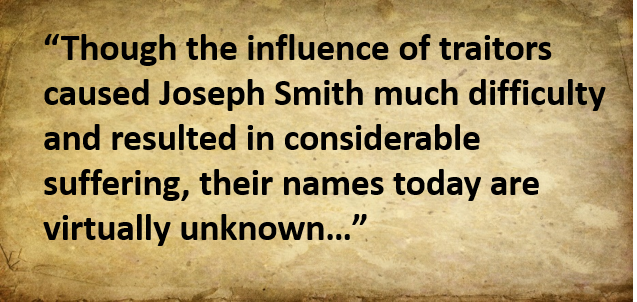 “Though the influence of traitors
caused Joseph Smith much difficulty
and resulted in considerable
suffering, their names today are
virtually unknown…”